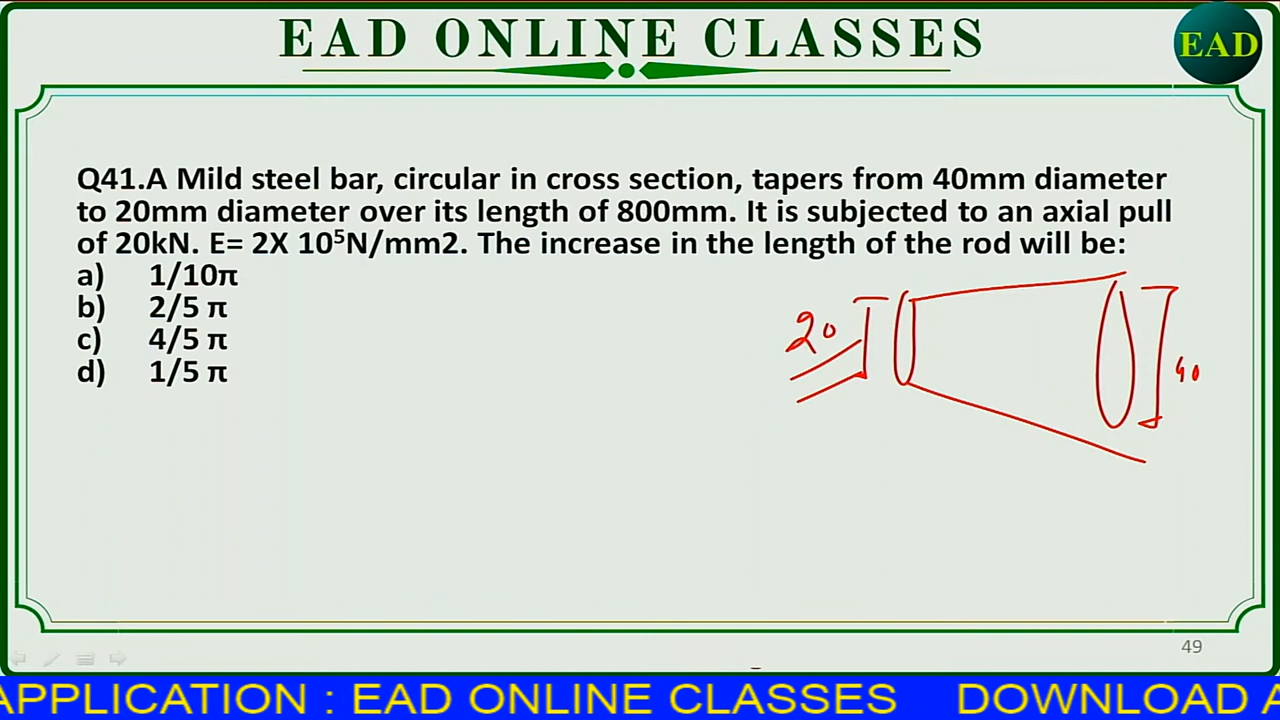 EAD ONLINE CLASSES
EAD
Q41.A Mild steel bar, circular in cross section, tapers from 40mm diameter
to 20mm diameter over its length of 800mm. It is subjected to an axial pull
of 20kN. E= 2X 10⁵N/mm2. The increase in the length of the rod will be:
a) 1/10π
b) 2/5 π
c) 4/5 π
d) 1/5 π
20
40
49
APPLICATION : EAD ONLINE CLASSES DOWNLOAD A